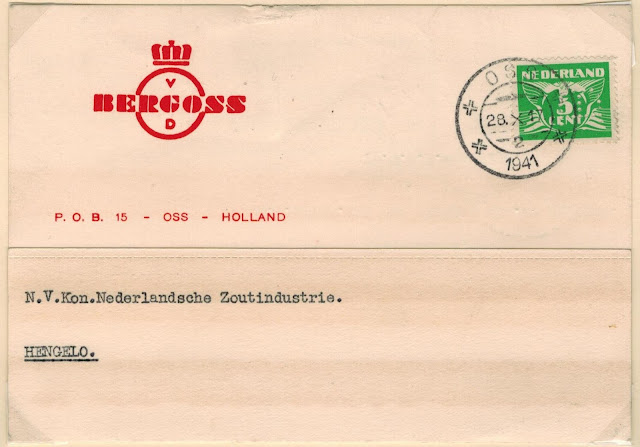 V
BERGOSS
D
OSS
28.X.
2
1941
NEDERLAND
5
CENT
P. O. B. 15 - OSS - HOLLAND
N.V.Kon.Nederlandsche Zoutindustrie.
HENGELO.